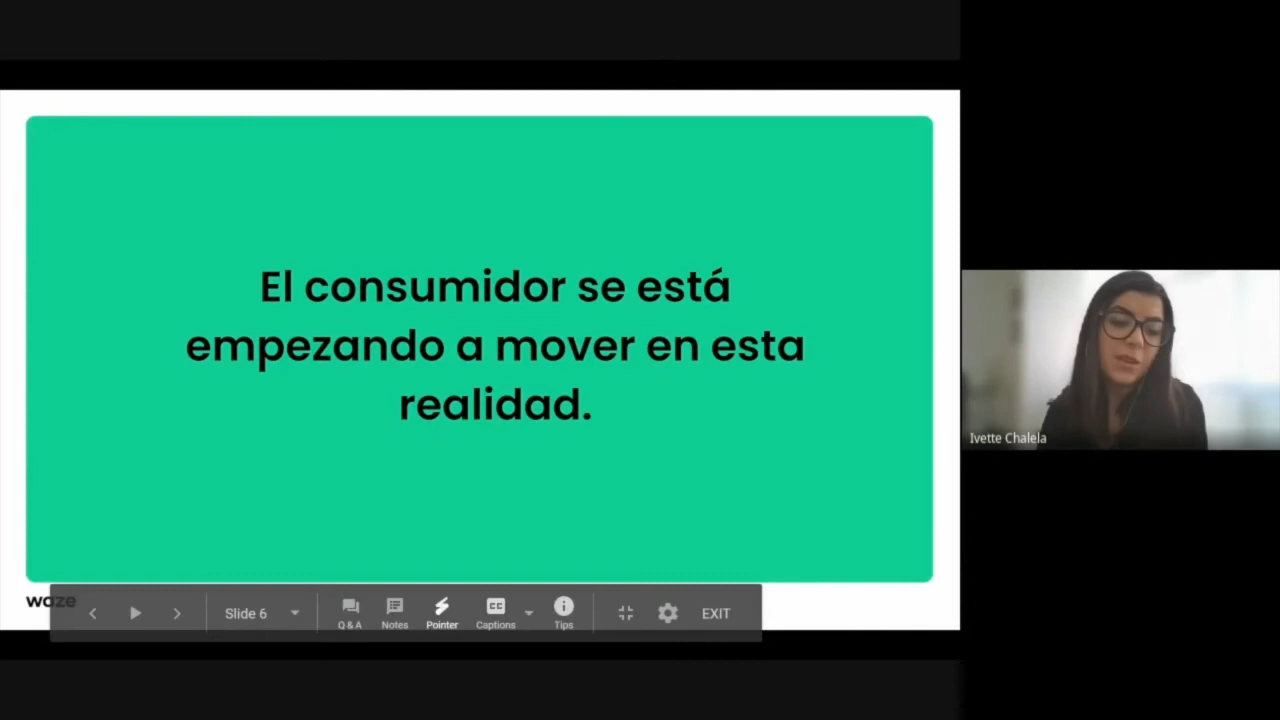 El consumidor se está
empezando a mover en esta
realidad.
Ivette Chalela
waze
Slide 6
Q & A
Notes
Pointer
CC
Captions
Tips
EXIT